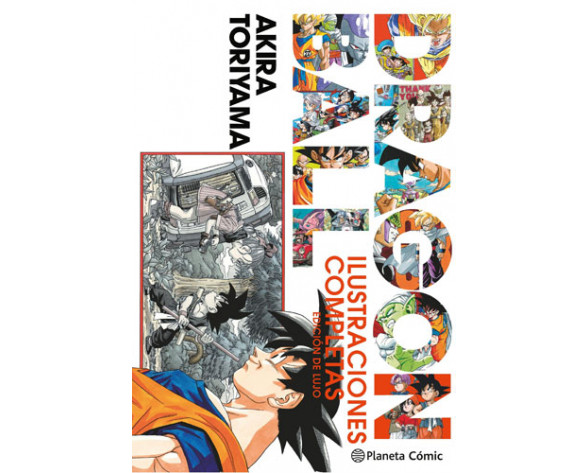 AKIRA
TORIYAMA
DRAGON
BALL
ILUSTRACIONES
COMPLETAS
EDICIÓN DE LUJO
THANK
YOU
Planeta Cómic